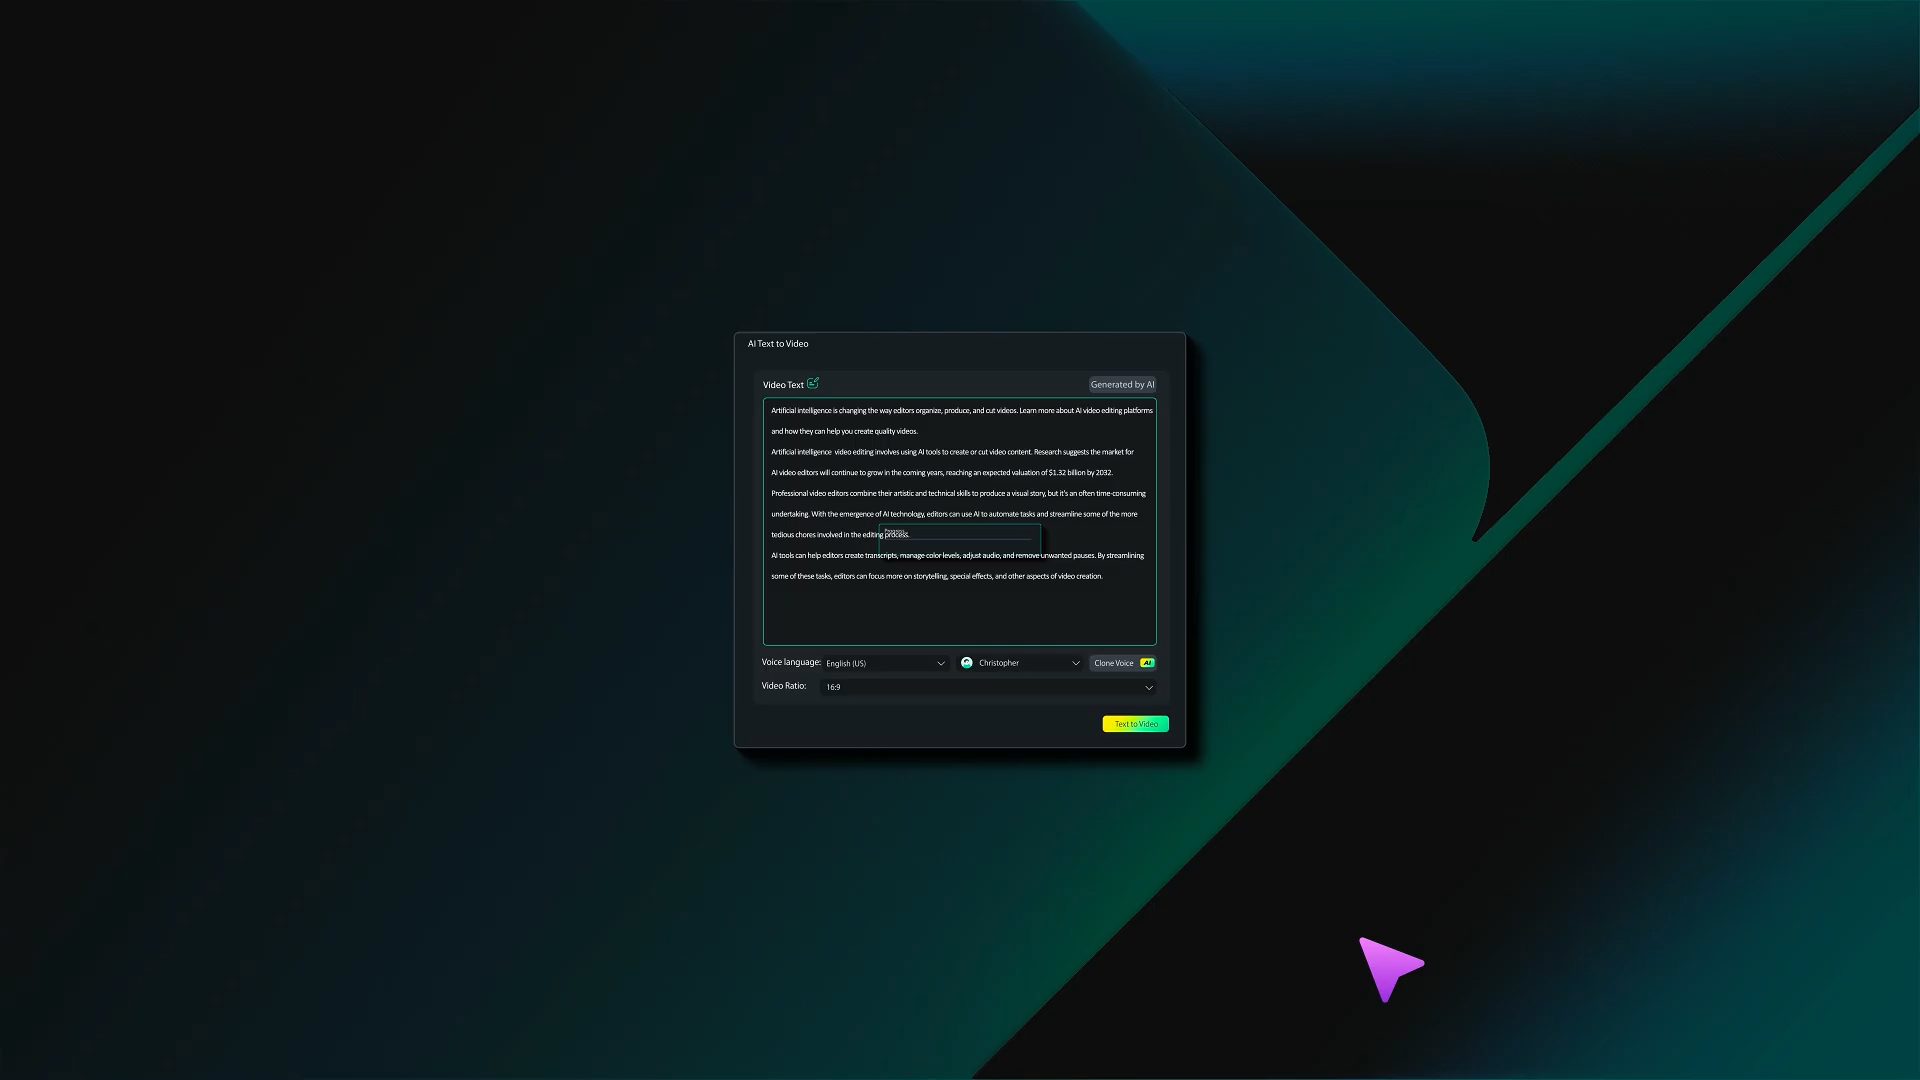 AI Text to Video
Video Text
Generated by AI
Artificial intelligence is changing the way editors organize, produce, and cut videos. Learn more about AI video editing platforms
and how they can help you create quality videos.
Artificial intelligence  video editing involves using AI tools to create or cut video content. Research suggests the market for
AI video editors will continue to grow in the coming years, reaching an expected valuation of $1.32 billion by 2032.
Professional video editors combine their artistic and technical skills to produce a visual story, but it's an often time-consuming
undertaking. With the emergence of AI technology, editors can use AI to automate tasks and streamline some of the more
Progress
tedious chores involved in the editing process.
AI tools can help editors create transcripts, manage color levels, adjust audio, and remove unwanted pauses. By streamlining
some of these tasks, editors can focus more on storytelling, special effects, and other aspects of video creation.
Voice language:
English (US)
Christopher
Clone Voice
AI
Video Ratio:
16:9
Text to Video